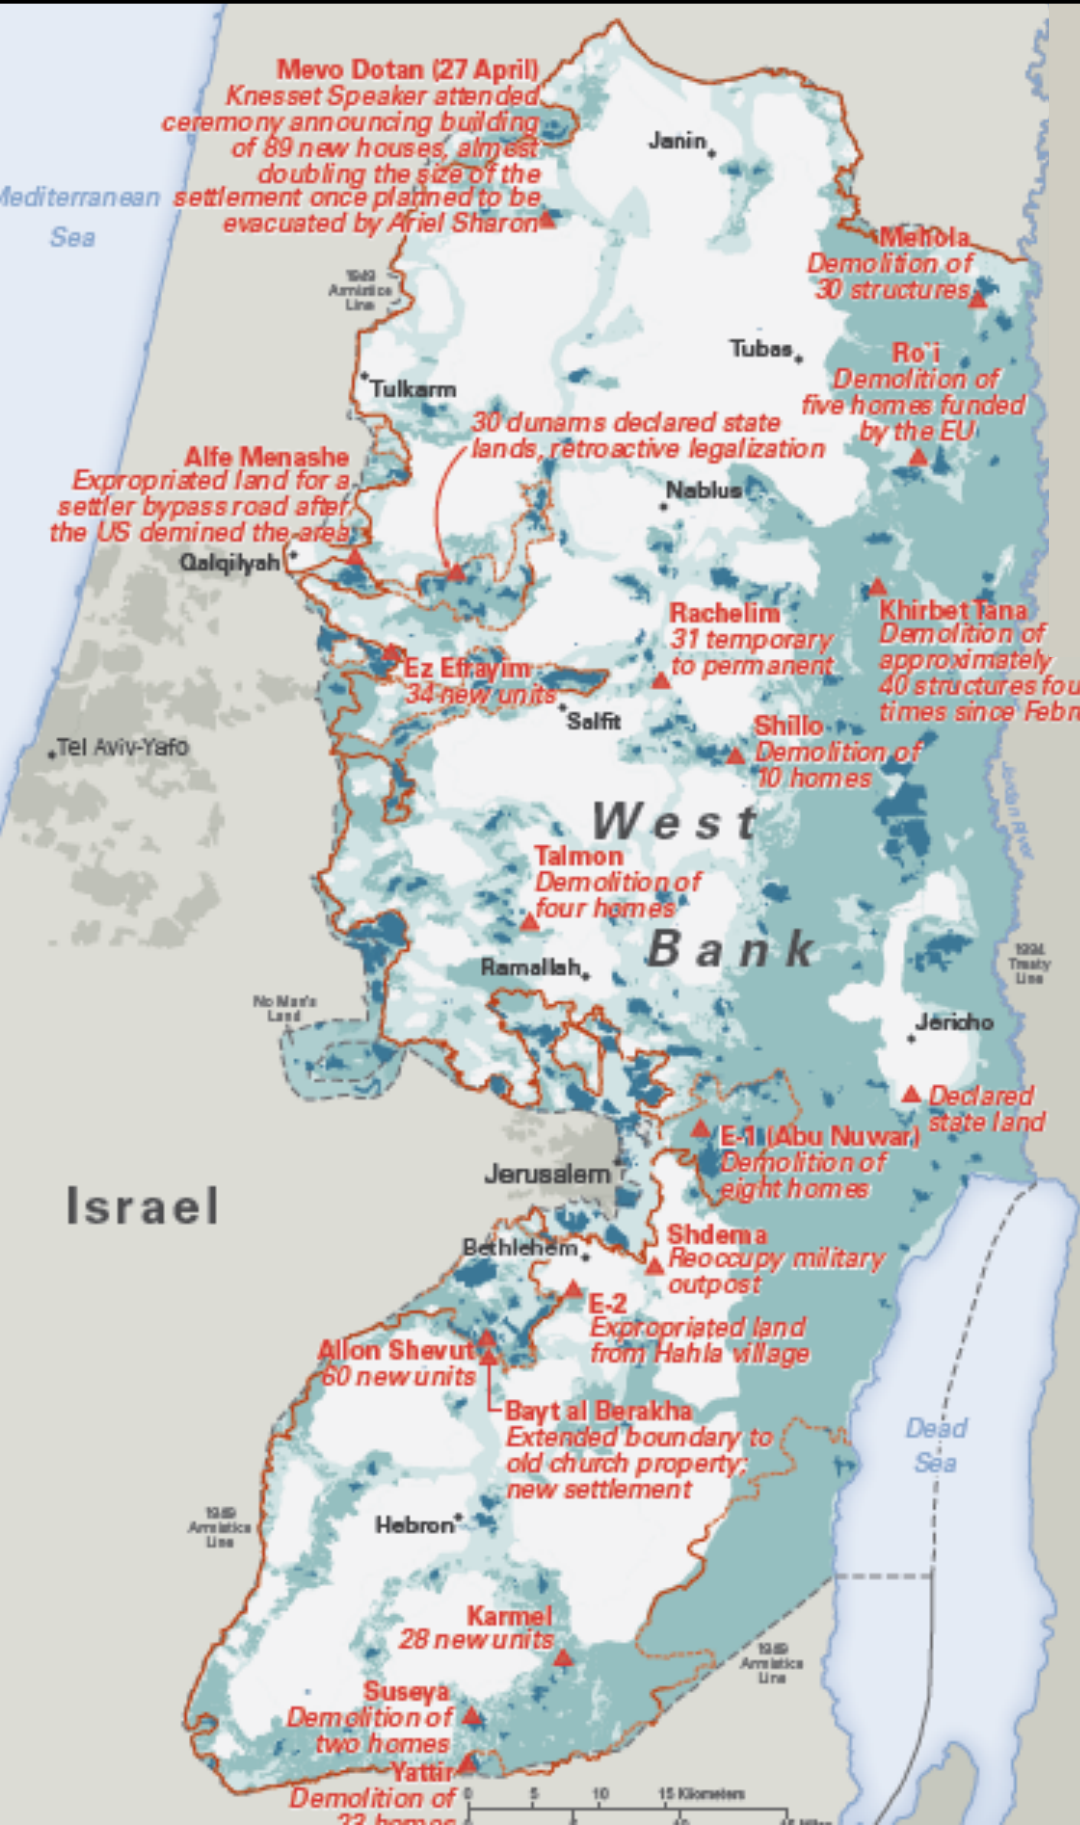 Mevo Dotan (27 April)
Knesset Speaker attended
ceremony announcing building
of 89 new houses, almost
doubling the size of the
settlement once planned to be
evacuated by Ariel Sharon
Janin
Mediterranean
Sea
Mehola
Demolition of
30 structures
1949
Armistice
Line
Tubas
Ro'i
Demolition of
five homes funded
by the EU
Tulkarm
30 dunams declared state
lands, retroactive legalization
Alfe Menashe
Expropriated land for a
settler bypass road after
the US demined the area
Nablus
Qalqilyah
Rachelim
31 temporary
to permanent
Khirbet Tana
Demolition of
approximately
40 structures fou
times since Febr
Ez Efrayim
34 new units
Salfit
Shillo
Demolition of
10 homes
Tel Aviv-Yafo
Jordan River
West
Bank
Talmon
Demolition of
four homes
Ramallah
1994
Treaty
Line
No Man's
Land
Jericho
Declared
state land
E-1 (Abu Nuwar)
Demolition of
eight homes
Jerusalem
Israel
Shdema
Reoccupy military
outpost
Bethlehem
E-2
Expropriated land
from Hahla village
Allon Shevut
60 new units
Bayt al Berakha
Extended boundary to
old church property;
new settlement
Dead
Sea
1949
Armistice
Line
Hebron
Karmel
28 new units
1949
Armistice
Line
Suseya
Demolition of
two homes
Yattir
Demolition of
homes
0 5 10 15 Kilometers